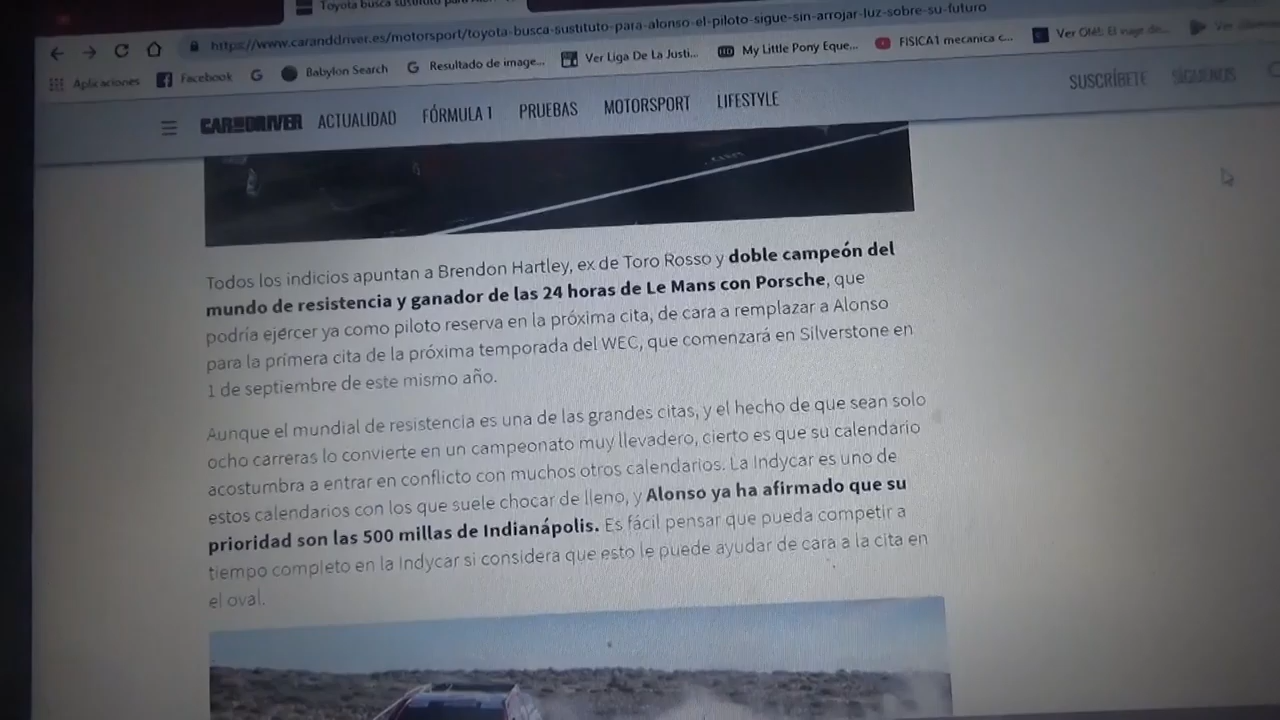 Toyota busca sustituto para
https://www.caranddriver.es/motorsport/toyota-busca-sustituto-para-alonso-el-piloto-sigue-sin-arrojar-luz-sobre-su-futuro
Aplicaciones Facebook Babylon Search Resultado de image... Ver Liga De La Justi... My Little Pony Eque... FISICA1 mecanica c... Ver
CAR AND DRIVER ACTUALIDAD FÓRMULA 1 PRUEBAS MOTORSPORT LIFESTYLE SUSCRÍBETE SÍGUENOS
Todos los indicios apuntan a Brendon Hartley, ex de Toro Rosso y doble campeón del
mundo de resistencia y ganador de las 24 horas de Le Mans con Porsche, que
podría ejercer ya como piloto reserva en la próxima cita, de cara a remplazar a Alonso
para la primera cita de la próxima temporada del WEC, que comenzará en Silverstone en
1 de septiembre de este mismo año.
Aunque el mundial de resistencia es una de las grandes citas, y el hecho de que sean solo
ocho carreras lo convierte en un campeonato muy llevadero, cierto es que su calendario
acostumbra a entrar en conflicto con muchos otros calendarios. La Indycar es uno de
estos calendarios con los que suele chocar de lleno, y Alonso ya ha afirmado que su
prioridad son las 500 millas de Indianápolis. Es fácil pensar que pueda competir a
tiempo completo en la Indycar si considera que esto le puede ayudar de cara a la cita en
el oval.